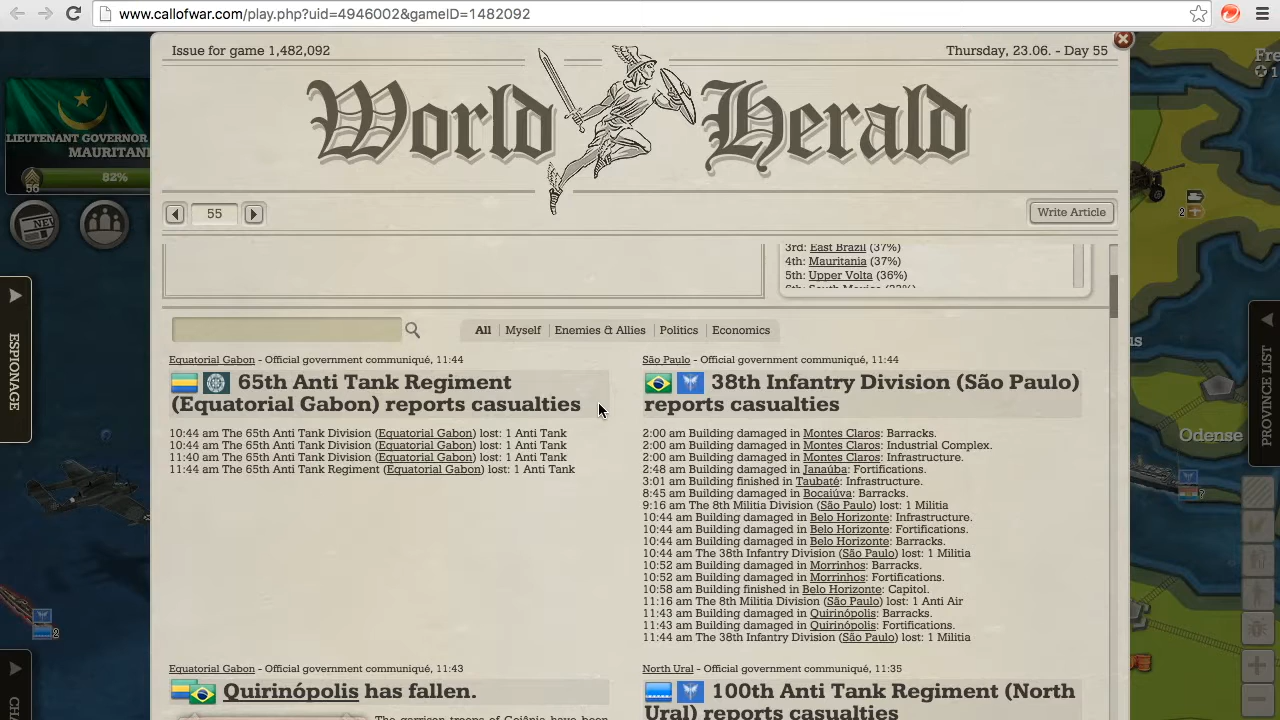 www.callofwar.com/play.php?uid=4946002&gameID=1482092
Issue for game 1,482,092
Thursday, 23.06. - Day 55
World Herald
LIEUTENANT GOVERNOR
MAURITAN
56
82%
55
Write Article
3rd: East Brazil (37%)
4th: Mauritania (37%)
5th: Upper Volta (36%)
All Myself Enemies & Allies Politics Economics
Equatorial Gabon - Official government communiqué, 11:44
65th Anti Tank Regiment
(Equatorial Gabon) reports casualties
10:44 am The 65th Anti Tank Division (Equatorial Gabon) lost: 1 Anti Tank
10:44 am The 65th Anti Tank Division (Equatorial Gabon) lost: 1 Anti Tank
11:40 am The 65th Anti Tank Division (Equatorial Gabon) lost: 1 Anti Tank
11:44 am The 65th Anti Tank Regiment (Equatorial Gabon) lost: 1 Anti Tank
São Paulo - Official government communiqué, 11:44
38th Infantry Division (São Paulo)
reports casualties
2:00 am Building damaged in Montes Claros: Barracks.
2:00 am Building damaged in Montes Claros: Industrial Complex.
2:00 am Building damaged in Montes Claros: Infrastructure.
2:48 am Building damaged in Janaúba: Fortifications.
3:01 am Building finished in Taubaté: Infrastructure.
8:45 am Building damaged in Bocaiúva: Barracks.
9:16 am The 8th Militia Division (São Paulo) lost: 1 Militia
10:44 am Building damaged in Belo Horizonte: Infrastructure.
10:44 am Building damaged in Belo Horizonte: Fortifications.
10:44 am Building damaged in Belo Horizonte: Barracks.
10:44 am The 38th Infantry Division (São Paulo) lost: 1 Militia
10:52 am Building damaged in Morrinhos: Barracks.
10:52 am Building damaged in Morrinhos: Fortifications.
10:58 am Building finished in Belo Horizonte: Capitol.
11:16 am The 8th Militia Division (São Paulo) lost: 1 Anti Air
11:43 am Building damaged in Quirinópolis: Barracks.
11:43 am Building damaged in Quirinópolis: Fortifications.
11:44 am The 38th Infantry Division (São Paulo) lost: 1 Militia
Equatorial Gabon - Official government communiqué, 11:43
Quirinópolis has fallen.
The garrison troops of Goiânia have been
North Ural - Official government communiqué, 11:35
100th Anti Tank Regiment (North
Ural) reports casualties
ESPIONAGE
CHA
PROVINCE LIST
Fre
1
2
us
Odense
?
2